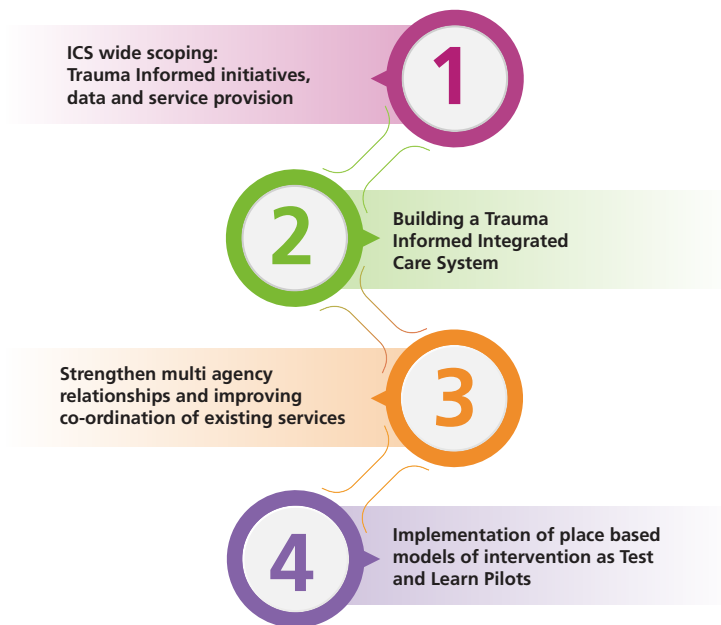 ICS wide scoping:
Trauma Informed initiatives,
data and service provision
1
2
Building a Trauma
Informed Integrated
Care System
Strengthen multi agency
relationships and improving
co-ordination of existing services
3
4
Implementation of place based
models of intervention as Test
and Learn Pilots